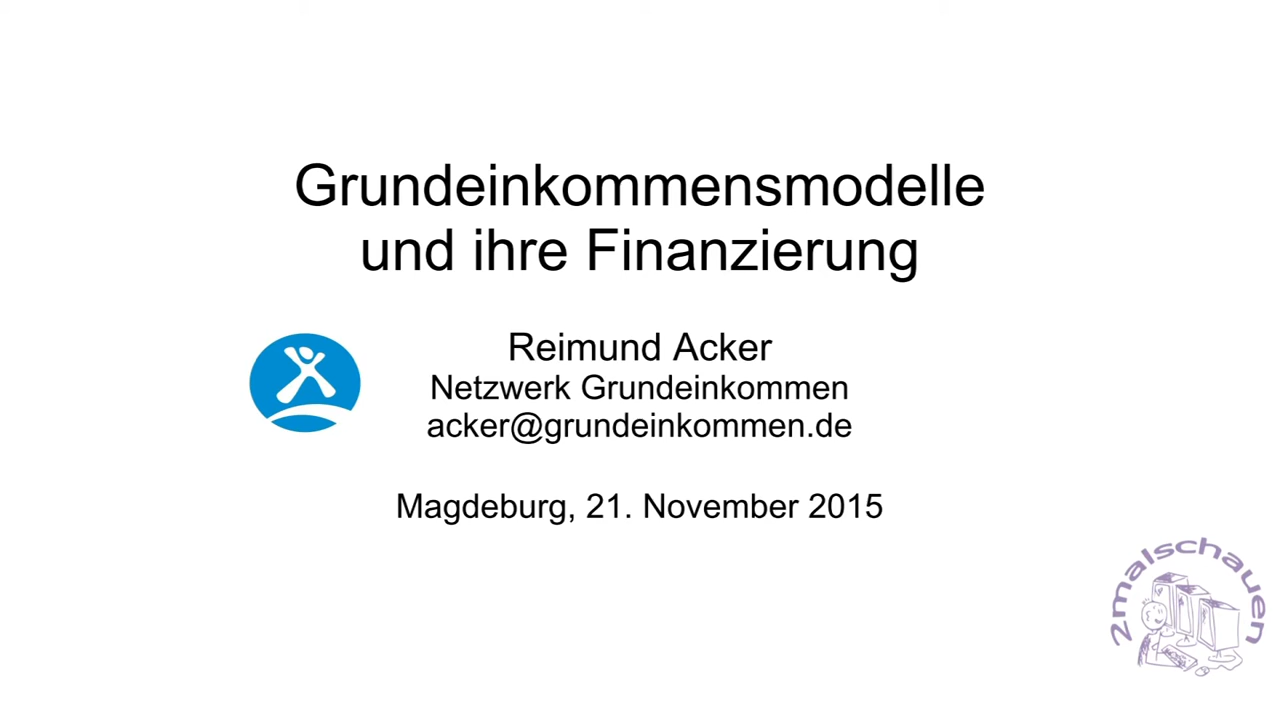 Grundeinkommensmodelle
und ihre Finanzierung
Reimund Acker
Netzwerk Grundeinkommen
acker@grundeinkommen.de
Magdeburg, 21. November 2015
2malschauen